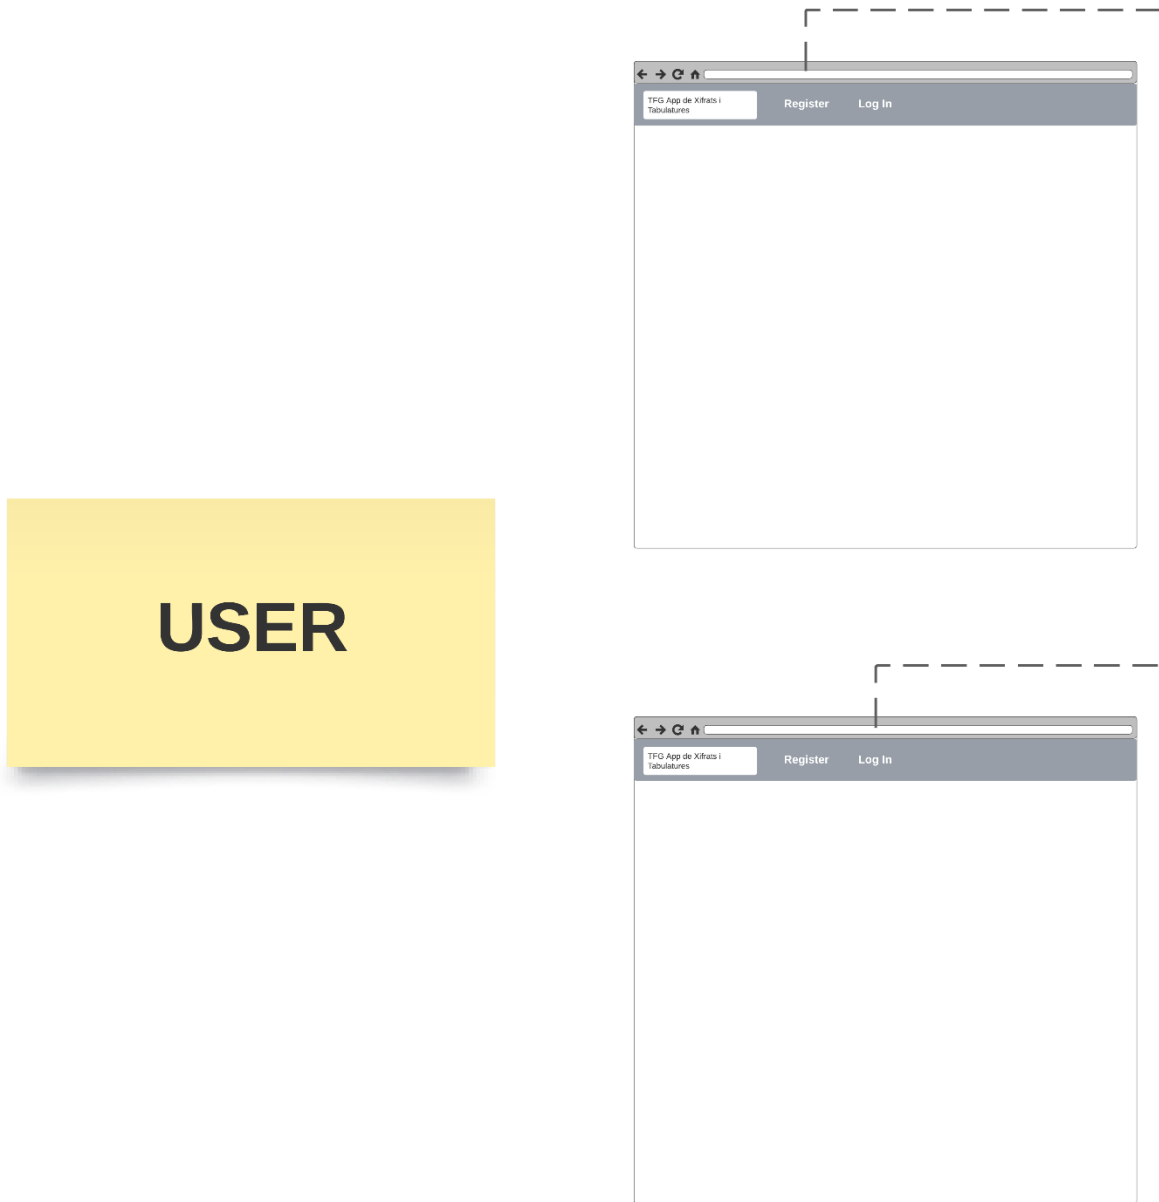 TFG App de Xifrats i
Tabulatures
Register
Log In
USER
TFG App de Xifrats i
Tabulatures
Register
Log In